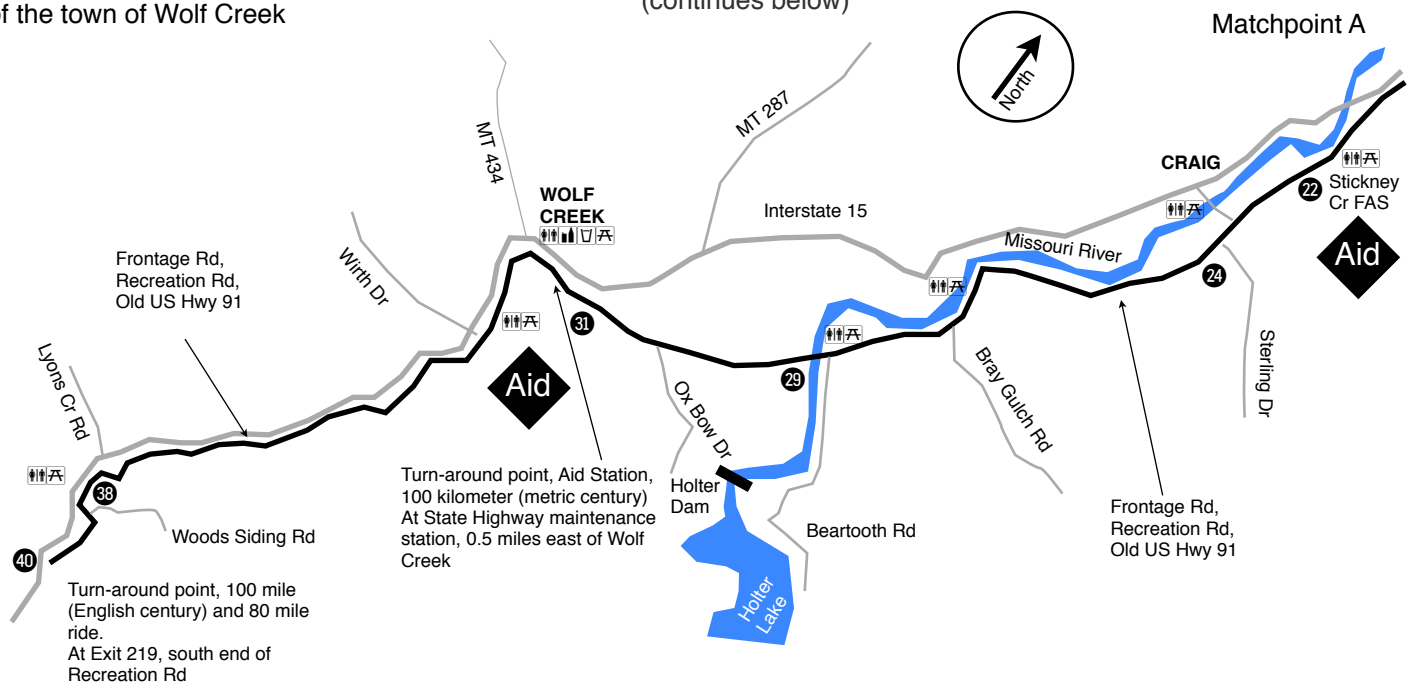 of the town of Wolf Creek
(continues below)
Matchpoint A
North
MT 434
MT 287
WOLF
CREEK
Interstate 15
CRAIG
Missouri River
22
Stickney
Cr FAS
Aid
24
Frontage Rd,
Recreation Rd,
Old US Hwy 91
Wirth Dr
31
Aid
29
Ox Bow Dr
Bray Gulch Rd
Sterling Dr
Lyons Cr Rd
38
Woods Siding Rd
40
Turn-around point, Aid Station,
100 kilometer (metric century)
At State Highway maintenance
station, 0.5 miles east of Wolf
Creek
Holter
Dam
Beartooth Rd
Frontage Rd,
Recreation Rd,
Old US Hwy 91
Turn-around point, 100 mile
(English century) and 80 mile
ride.
At Exit 219, south end of
Recreation Rd
Holter
Lake